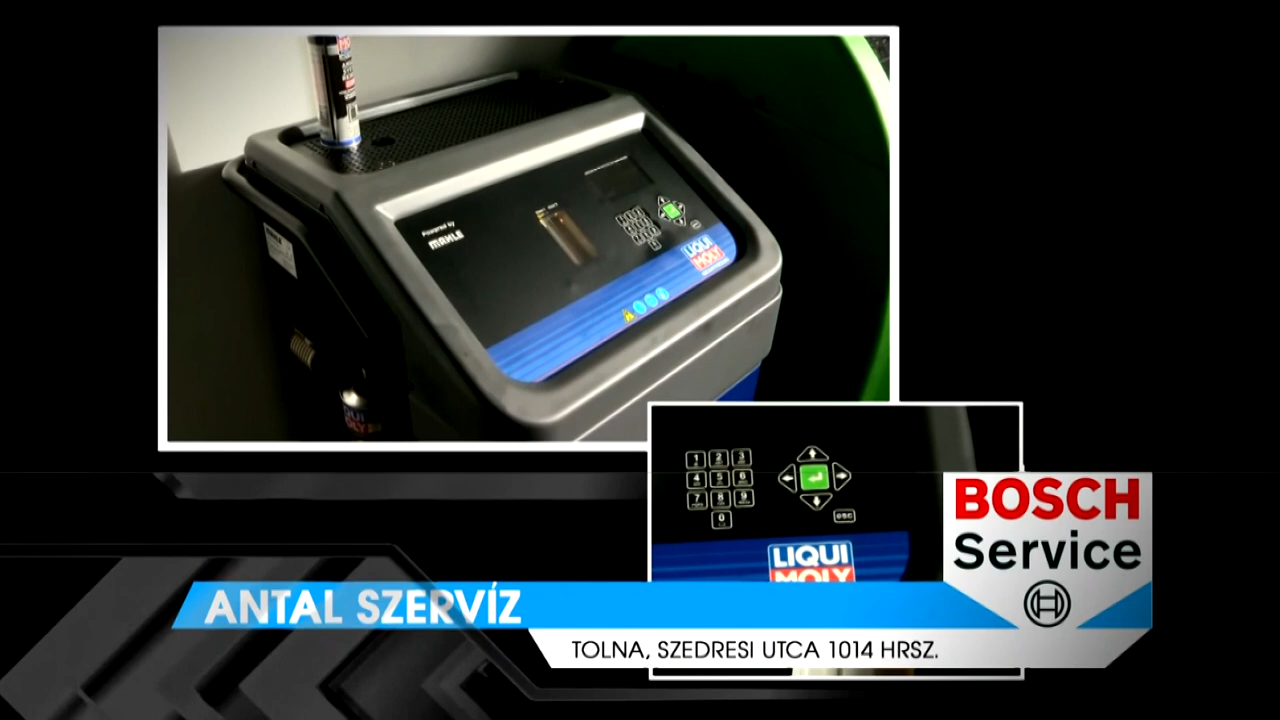 Powered by
MAHLE
LIQUI
MOLY
1 2 3
4 5 6
7 8 9
0
esc
LIQUI
MOLY
BOSCH
Service
ANTAL SZERVÍZ
TOLNA, SZEDRESI UTCA 1014 HRSZ.